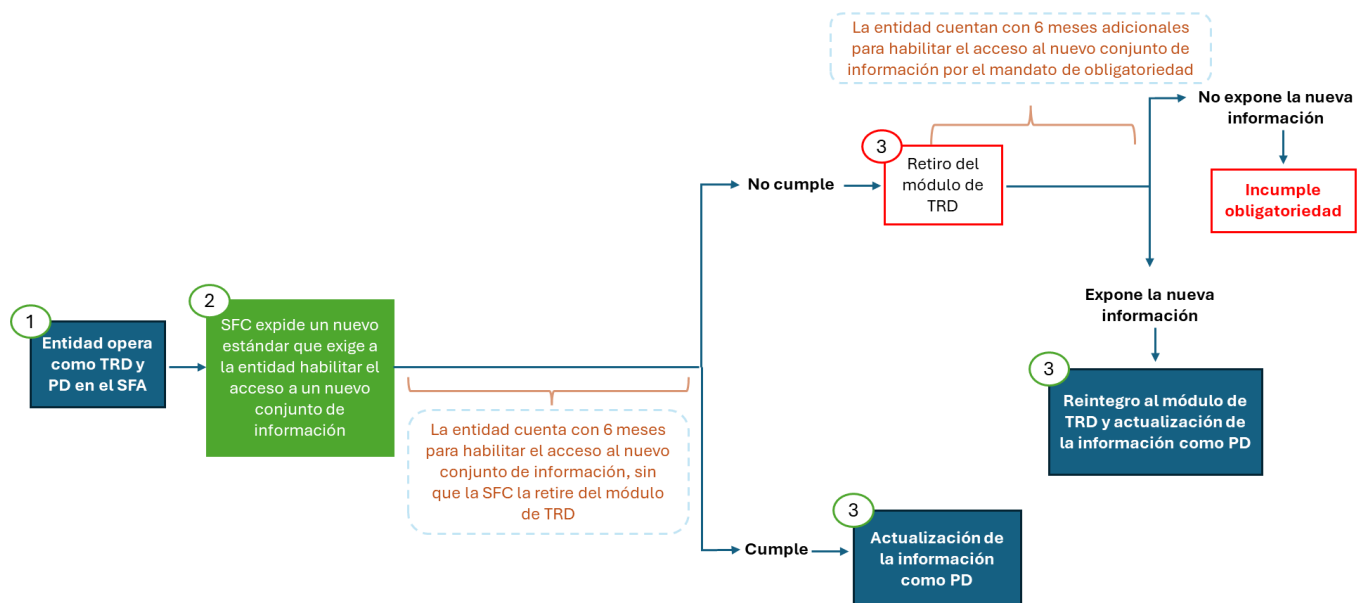 1
Entidad opera
como TRD y
PD en el SFA
2
SFC expide un nuevo
estándar que exige a
la entidad habilitar el
acceso a un nuevo
conjunto de
información
La entidad cuenta con 6 meses
para habilitar el acceso al nuevo
conjunto de información, sin
que la SFC la retire del módulo
de TRD
No cumple
3
Retiro del
módulo de
TRD
La entidad cuentan con 6 meses adicionales
para habilitar el acceso al nuevo conjunto de
información por el mandato de obligatoriedad
No expone la nueva
información
Incumple
obligatoriedad
Expone la nueva
información
3
Reintegro al módulo de
TRD y actualización de
la información como PD
Cumple
3
Actualización de
la información
como PD